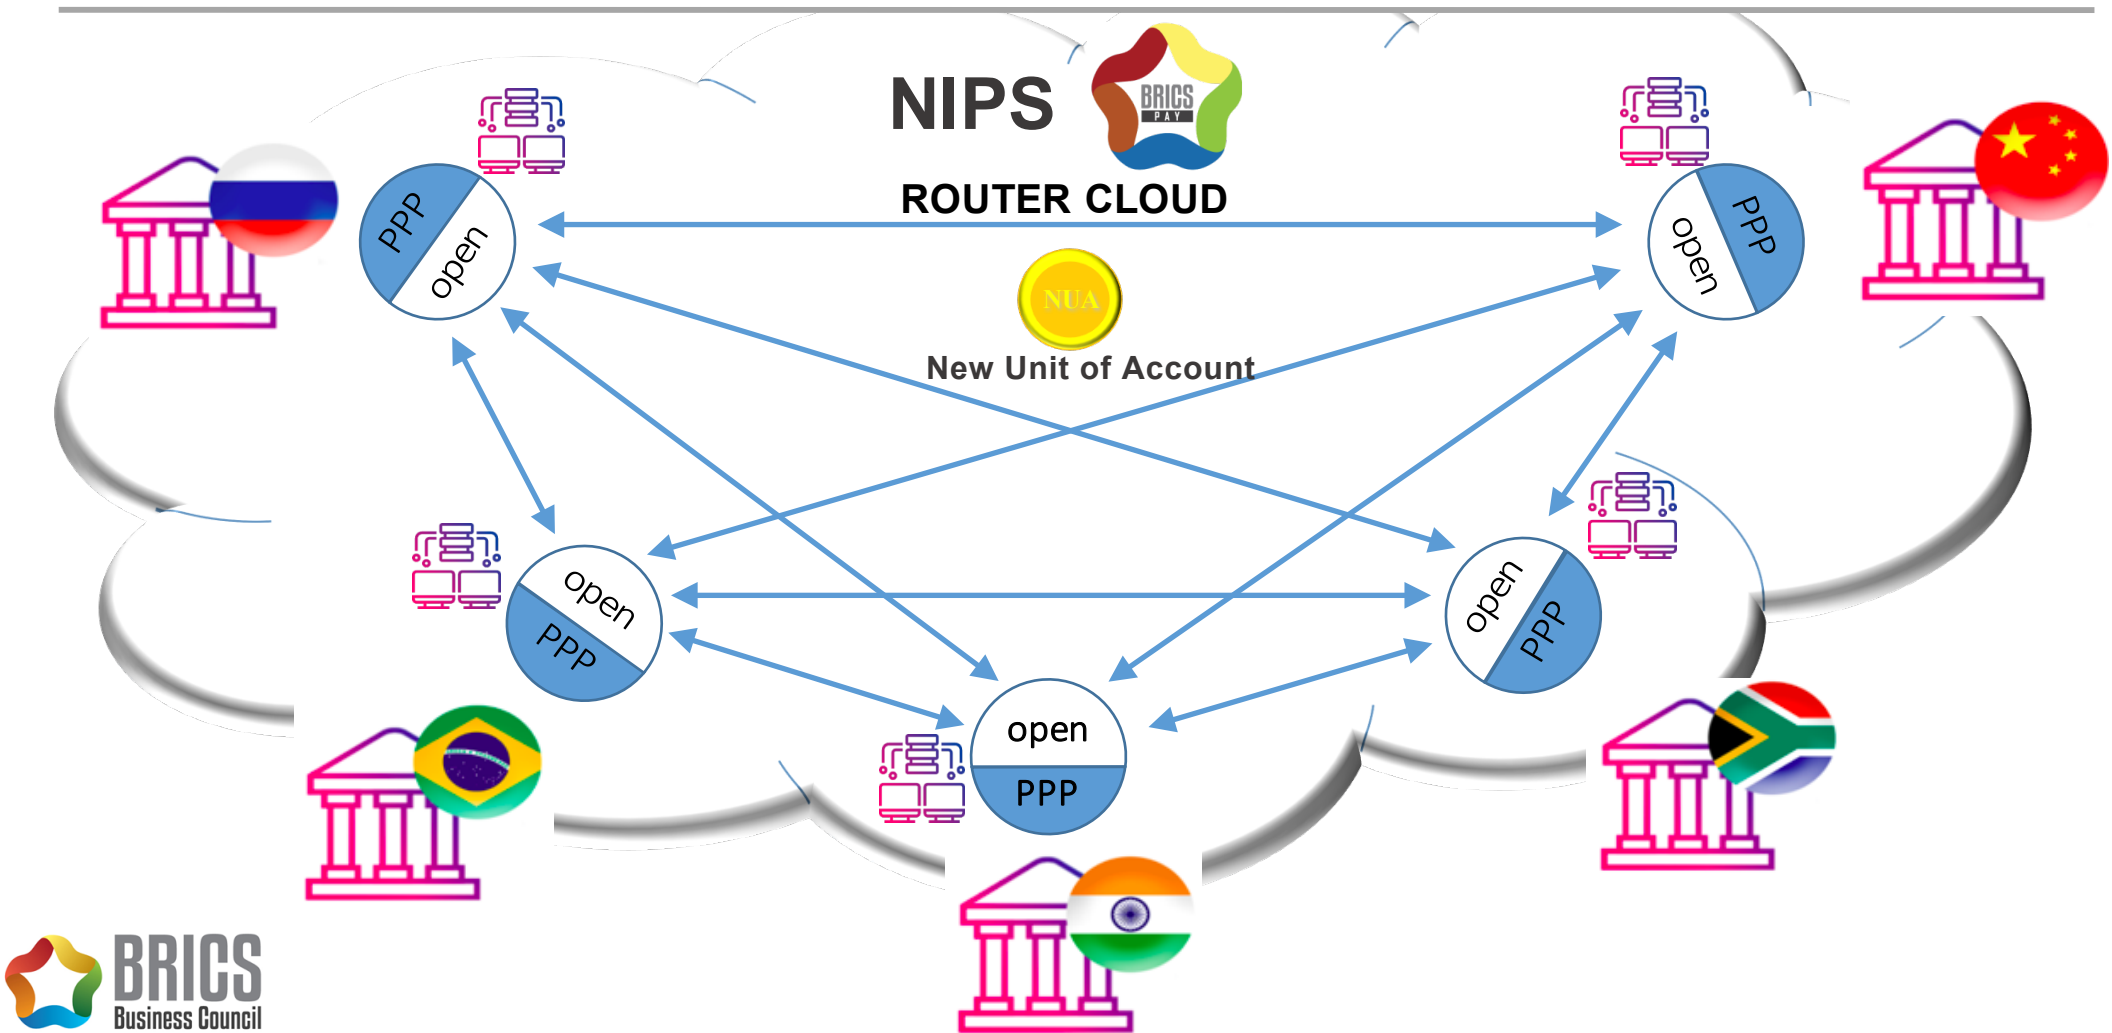 NIPS
BRICS
PAY
ROUTER CLOUD
PPP
open
PPP
open
NUA
New Unit of Account
open
PPP
open
PPP
open
PPP
BRICS
Business Council